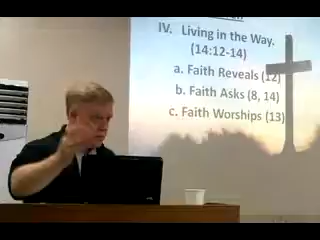 IV. Living in the Way.
(14:12-14)
a. Faith Reveals (12)
b. Faith Asks (8, 14)
c. Faith Worships (13)